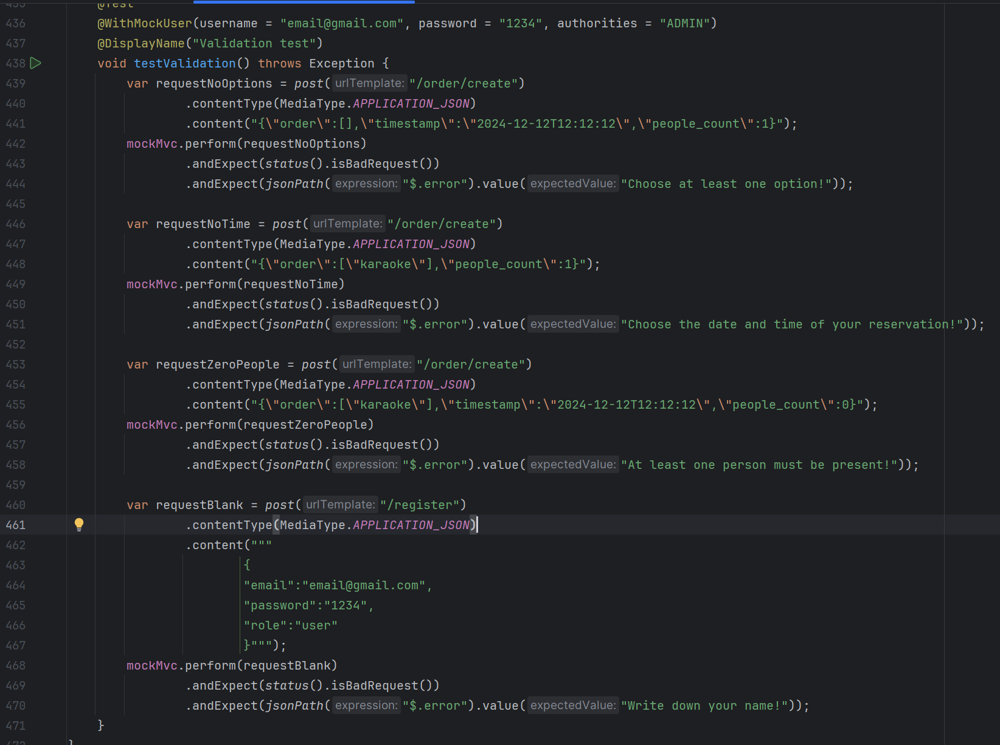 435 @Test
436 @WithMockUser(username = "email@gmail.com", password = "1234", authorities = "ADMIN")
437 @DisplayName("Validation test")
438 void testValidation() throws Exception {
439 var requestNoOptions = post( urlTemplate: "/order/create")
440 .contentType(MediaType.APPLICATION_JSON)
441 .content("{\"order\":[],\"timestamp\":\"2024-12-12T12:12:12\",\"people_count\":1}");
442 mockMvc.perform(requestNoOptions)
443 .andExpect(status().isBadRequest())
444 .andExpect(jsonPath( expression: "$.error").value( expectedValue: "Choose at least one option!"));
445
446 var requestNoTime = post( urlTemplate: "/order/create")
447 .contentType(MediaType.APPLICATION_JSON)
448 .content("{\"order\":[\"karaoke\"],\"people_count\":1}");
449 mockMvc.perform(requestNoTime)
450 .andExpect(status().isBadRequest())
451 .andExpect(jsonPath( expression: "$.error").value( expectedValue: "Choose the date and time of your reservation!"));
452
453 var requestZeroPeople = post( urlTemplate: "/order/create")
454 .contentType(MediaType.APPLICATION_JSON)
455 .content("{\"order\":[\"karaoke\"],\"timestamp\":\"2024-12-12T12:12:12\",\"people_count\":0}");
456 mockMvc.perform(requestZeroPeople)
457 .andExpect(status().isBadRequest())
458 .andExpect(jsonPath( expression: "$.error").value( expectedValue: "At least one person must be present!"));
459
460 var requestBlank = post( urlTemplate: "/register")
461 .contentType(MediaType.APPLICATION_JSON)
462 .content("""
463 {
464 "email":"email@gmail.com",
465 "password":"1234",
466 "role":"user"
467 }""");
468 mockMvc.perform(requestBlank)
469 .andExpect(status().isBadRequest())
470 .andExpect(jsonPath( expression: "$.error").value( expectedValue: "Write down your name!"));
471 }
472 }